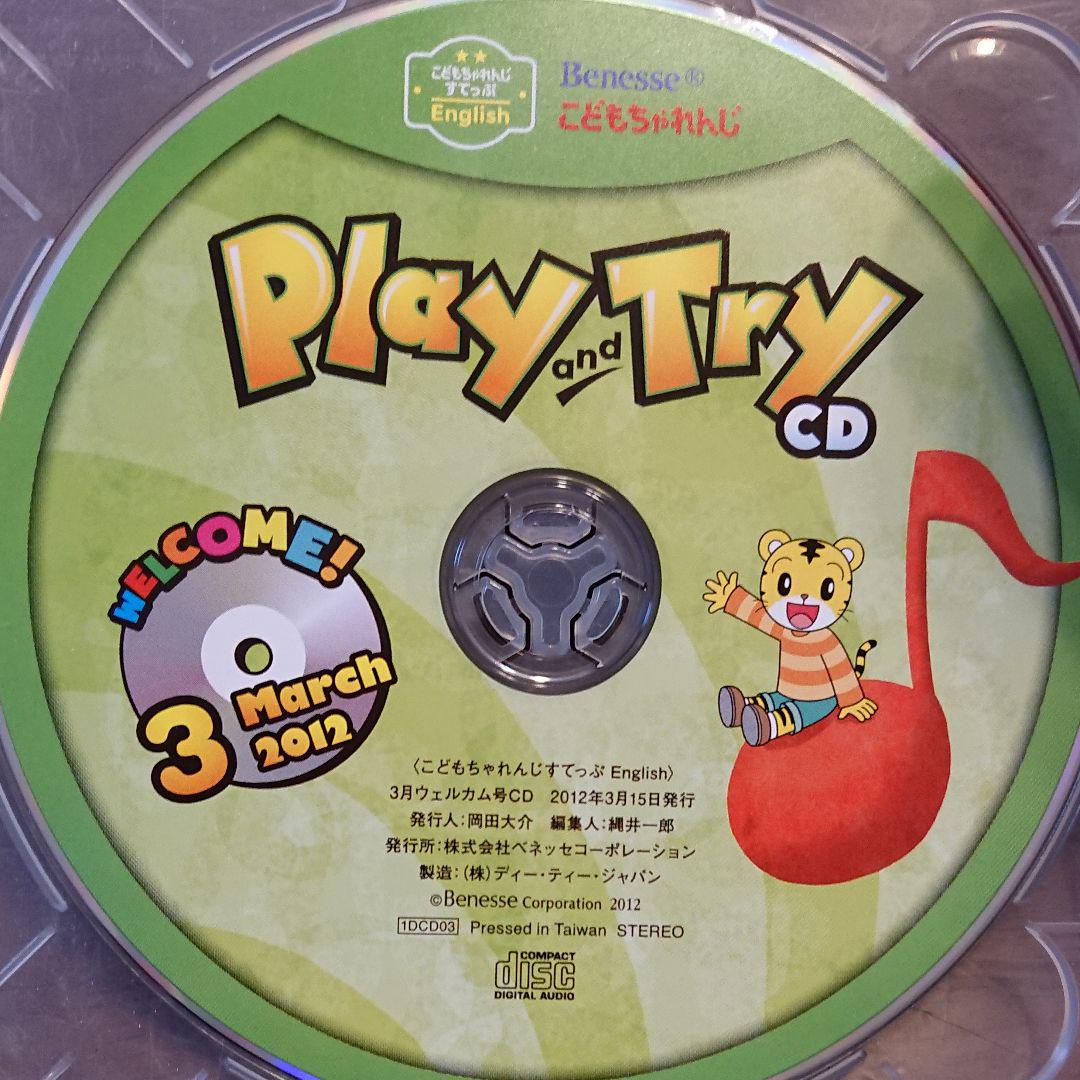 こどもちゃれんじ
すてっぷ
English
Benesse®
こどもちゃれんじ
Play and Try
CD
WELCOME!
3 March
2012
〈こどもちゃれんじすてっぷ English〉
3月ウェルカム号CD 2012年3月15日発行
発行人:岡田大介 編集人:縄井一郎
発行所:株式会社ベネッセコーポレーション
製造:(株)ディー・ティー・ジャパン
©Benesse Corporation 2012
1DCD03 Pressed in Taiwan STEREO
COMPACT
disc
DIGITAL AUDIO